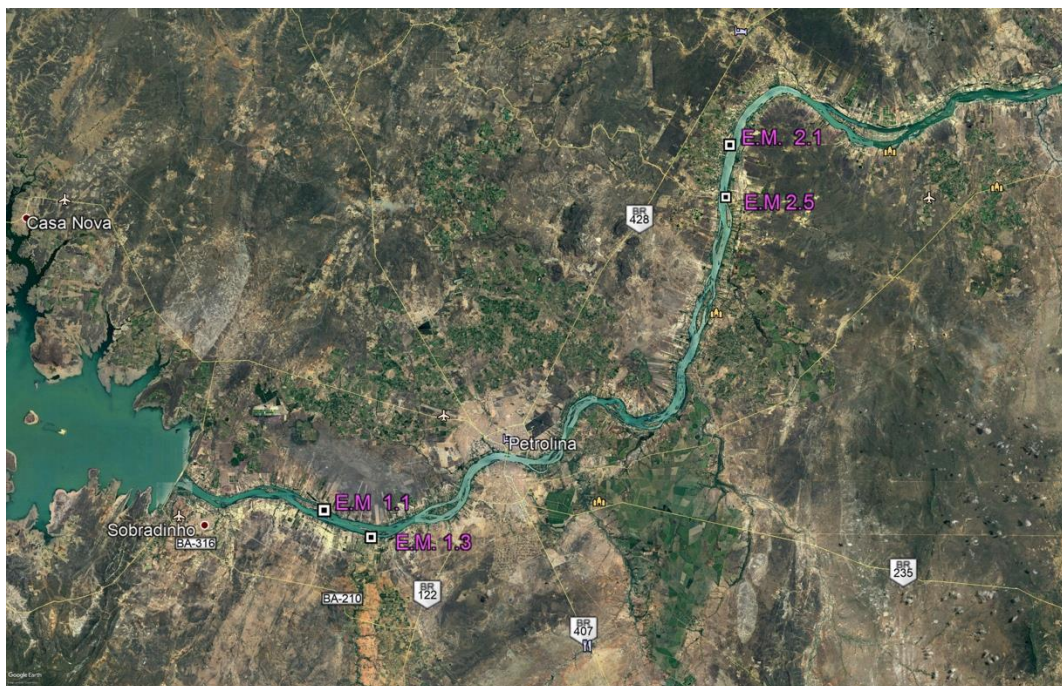 E.M. 2.1
E.M 2.5
Casa Nova
BR
428
Petrolina
E.M 1.1
E.M. 1.3
Sobradinho
BA-316
BA-210
BR
122
BR
235
BR
407
Google Earth